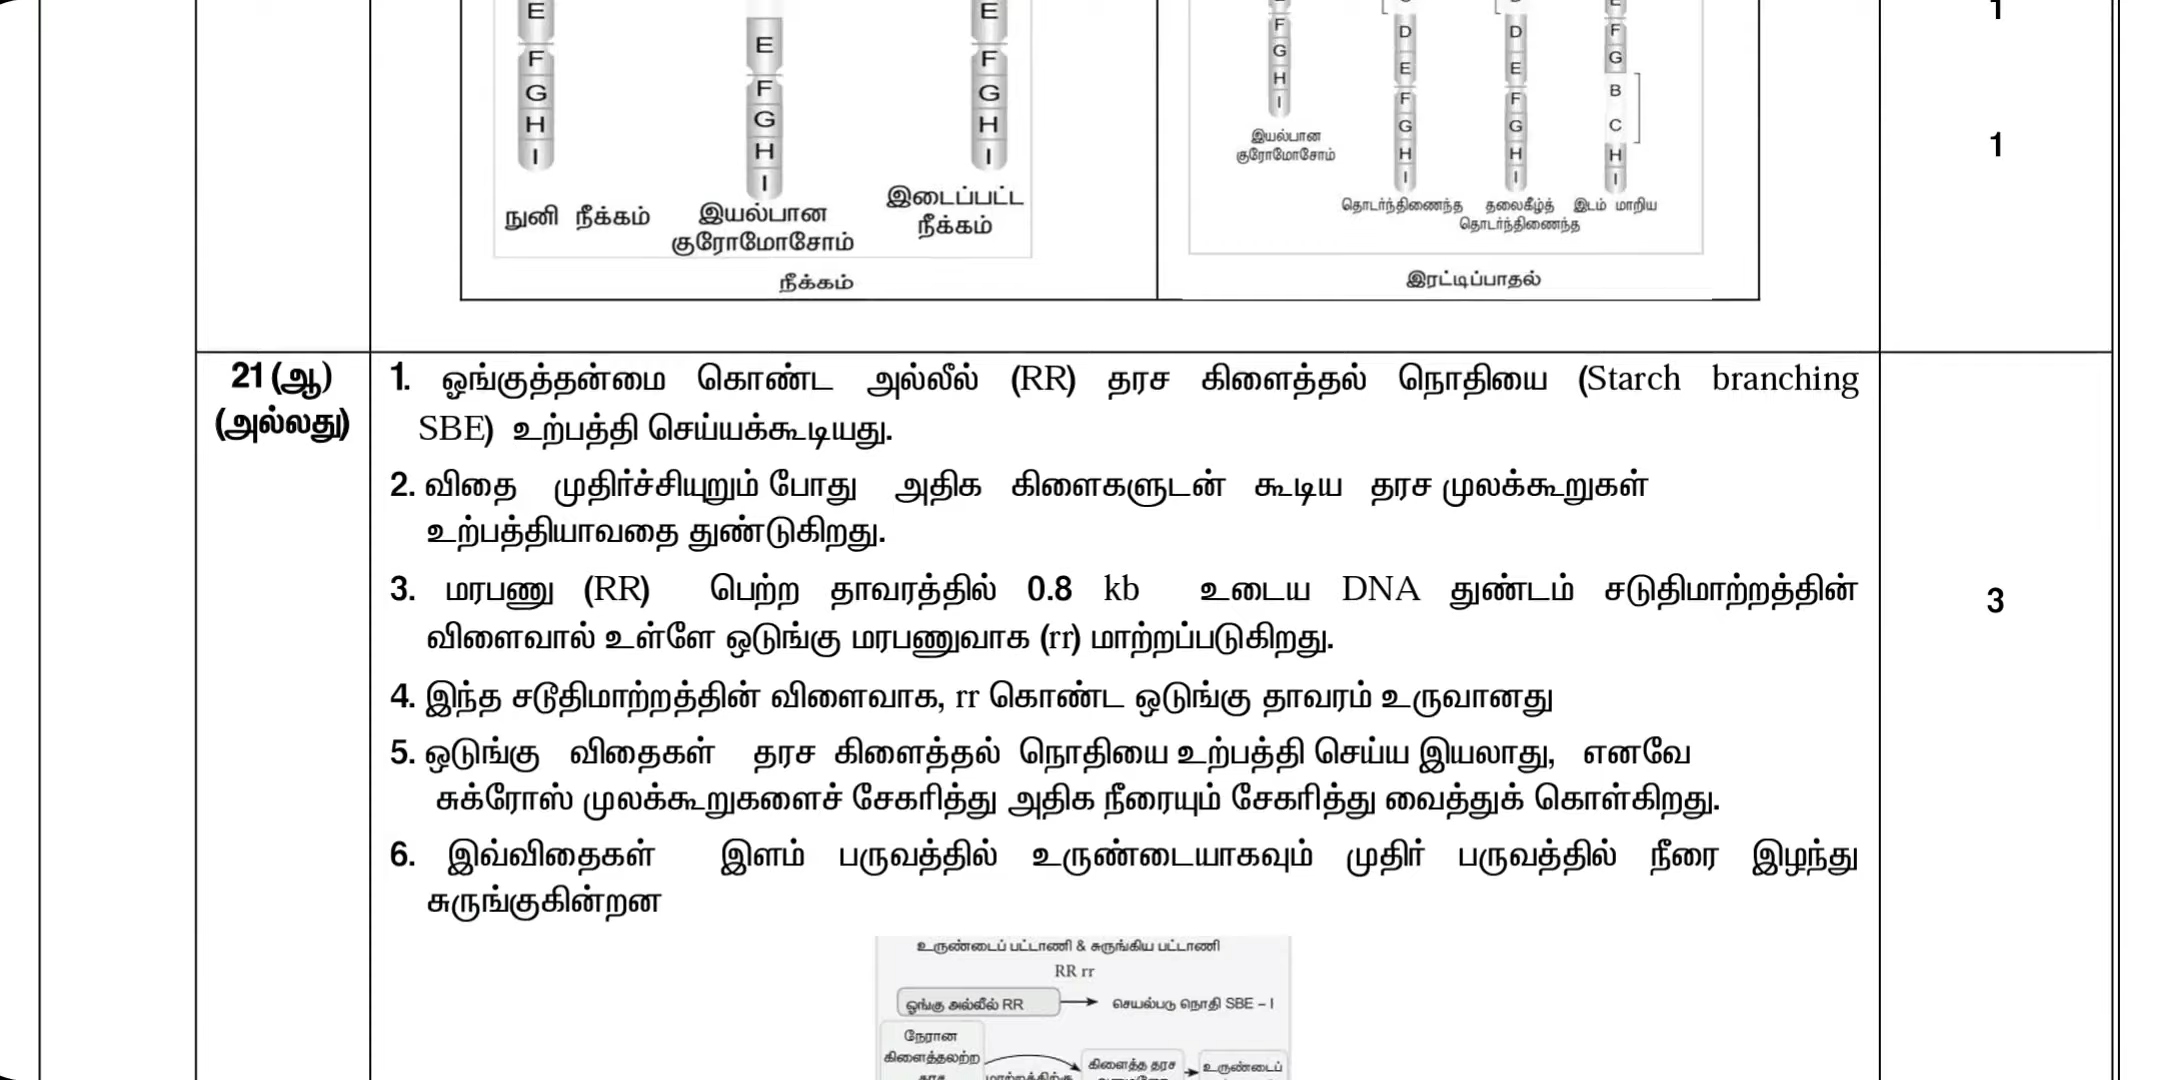 E
F
G
H
I
நுனி நீக்கம்
E
F
G
H
I
இயல்பான
குரோமோசோம்
E
F
G
H
I
இடைப்பட்ட
நீக்கம்
நீக்கம்
F
G
H
I
இயல்பான
குரோமோசோம்
D
E
F
G
H
I
தொடர்ந்திணைந்த
D
E
F
G
H
I
தலைகீழ்த்
தொடர்ந்திணைந்த
E
F
G
B
C
H
I
இடம் மாறிய
இரட்டிப்பாதல்
1
1
21(ஆ)
(அல்லது)
1. ஓங்குத்தன்மை கொண்ட அல்லீல் (RR) தரச கிளைத்தல் நொதியை (Starch branching
SBE) உற்பத்தி செய்யக்கூடியது.
2. விதை முதிர்ச்சியுறும் போது அதிக கிளைகளுடன் கூடிய தரச முலக்கூறுகள்
உற்பத்தியாவதை துண்டுகிறது.
3. மரபணு (RR) பெற்ற தாவரத்தில் 0.8 kb உடைய DNA துண்டம் சடுதிமாற்றத்தின்
விளைவால் உள்ளே ஒடுங்கு மரபணுவாக (rr) மாற்றப்படுகிறது.
4. இந்த சடூதிமாற்றத்தின் விளைவாக, rr கொண்ட ஒடுங்கு தாவரம் உருவானது
5. ஒடுங்கு விதைகள் தரச கிளைத்தல் நொதியை உற்பத்தி செய்ய இயலாது, எனவே
சுக்ரோஸ் முலக்கூறுகளைச் சேகரித்து அதிக நீரையும் சேகரித்து வைத்துக் கொள்கிறது.
6. இவ்விதைகள் இளம் பருவத்தில் உருண்டையாகவும் முதிர் பருவத்தில் நீரை இழந்து
சுருங்குகின்றன
3
உருண்டைப் பட்டாணி & சுருங்கிய பட்டாணி
RR rr
ஓங்கு அல்லீல் RR
செயல்படு நொதி SBE – I
நேரான
கிளைத்தலற்ற
கிளைத்த தரச
உருண்டைப்